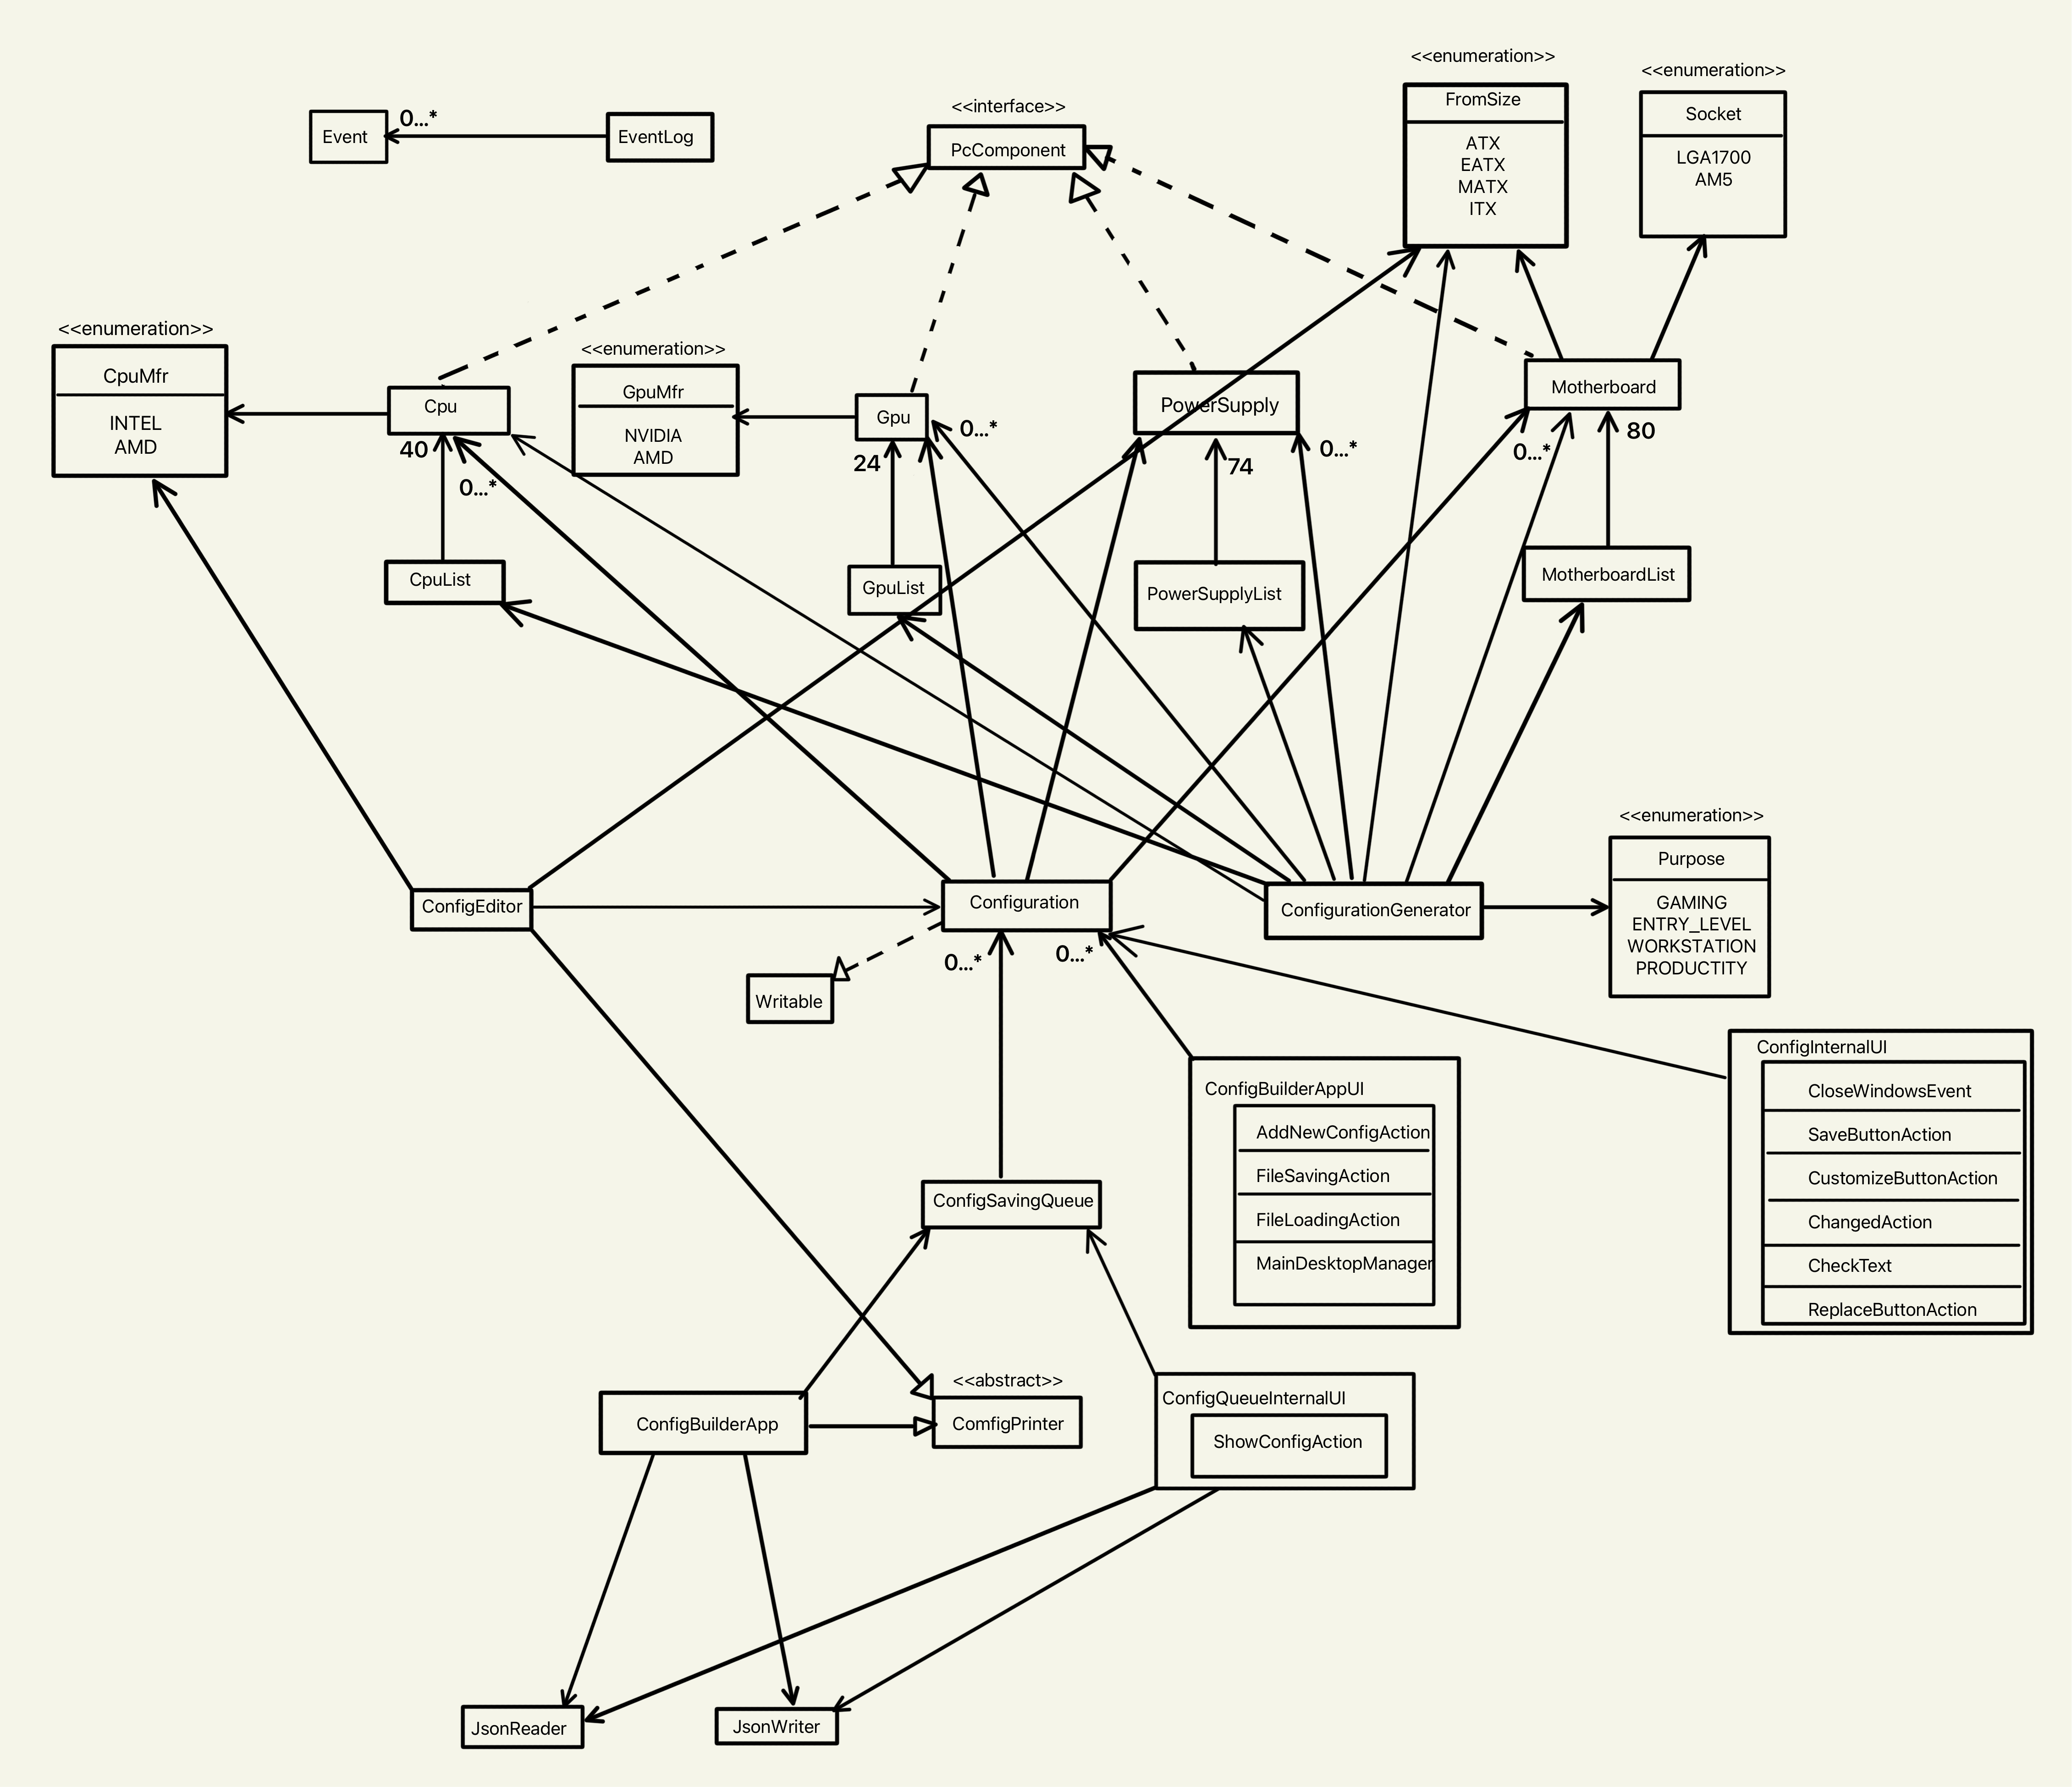 <<enumeration>>
FromSize
ATX
EATX
MATX
ITX
<<enumeration>>
Socket
LGA1700
AM5
<<interface>>
PcComponent
Event
0...*
EventLog
<<enumeration>>
CpuMfr
INTEL
AMD
Cpu
40
0...*
<<enumeration>>
GpuMfr
NVIDIA
AMD
Gpu
24
0...*
PowerSupply
74
0...*
Motherboard
0...*
80
CpuList
GpuList
PowerSupplyList
MotherboardList
ConfigEditor
Configuration
0...*
0...*
ConfigurationGenerator
<<enumeration>>
Purpose
GAMING
ENTRY_LEVEL
WORKSTATION
PRODUCTITY
Writable
ConfigBuilderAppUI
AddNewConfigAction
FileSavingAction
FileLoadingAction
MainDesktopManager
ConfigInternalUI
CloseWindowsEvent
SaveButtonAction
CustomizeButtonAction
ChangedAction
CheckText
ReplaceButtonAction
ConfigSavingQueue
ConfigBuilderApp
<<abstract>>
ComfigPrinter
ConfigQueueInternalUI
ShowConfigAction
JsonReader
JsonWriter